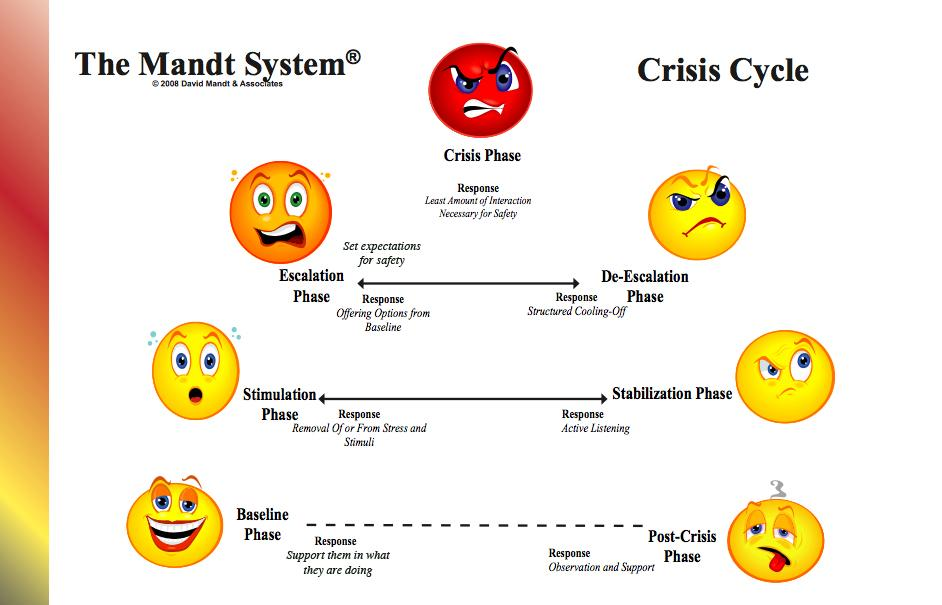 The Mandt System®
© 2008 David Mandt & Associates
Crisis Cycle
Crisis Phase
Response
Least Amount of Interaction
Necessary for Safety
Set expectations
for safety
Escalation
Phase
Response
Offering Options from
Baseline
De-Escalation
Phase
Response
Structured Cooling-Off
Stimulation
Phase
Response
Removal Of or From Stress and
Stimuli
Stabilization Phase
Response
Active Listening
Baseline
Phase
Response
Support them in what
they are doing
Post-Crisis
Phase
Response
Observation and Support